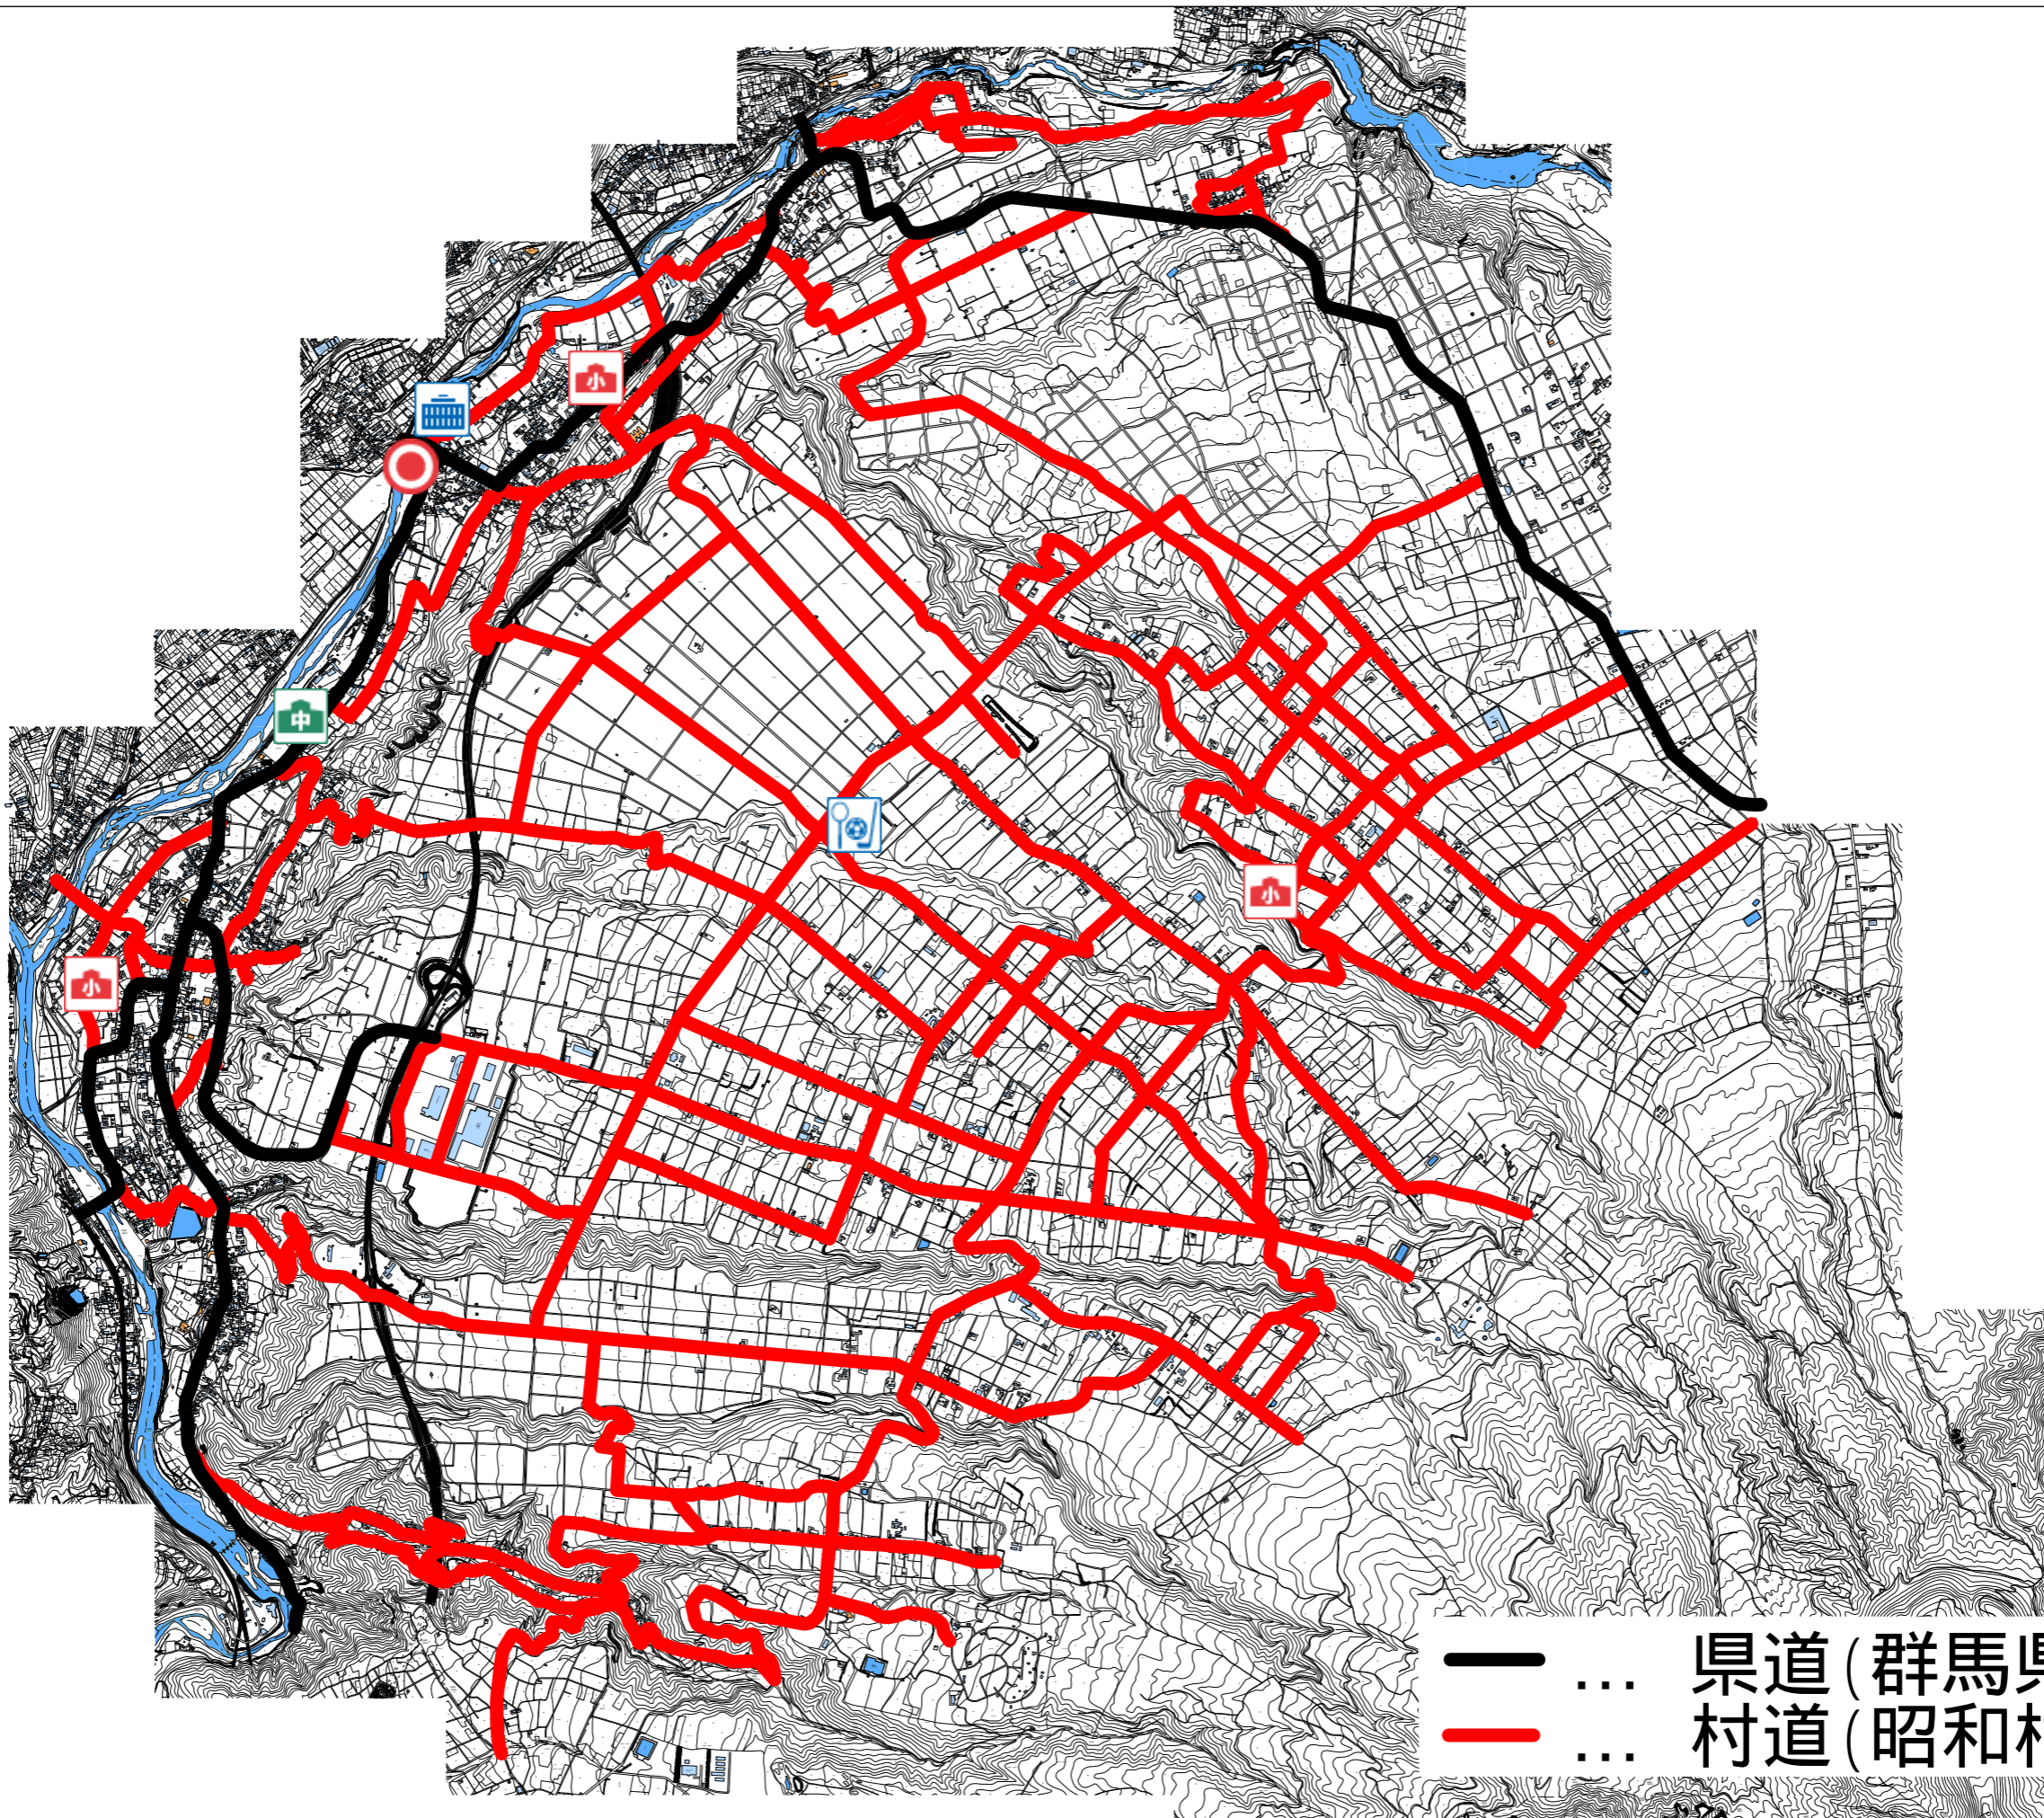 小
中
小
小
… 県道(群馬県
… 村道(昭和村